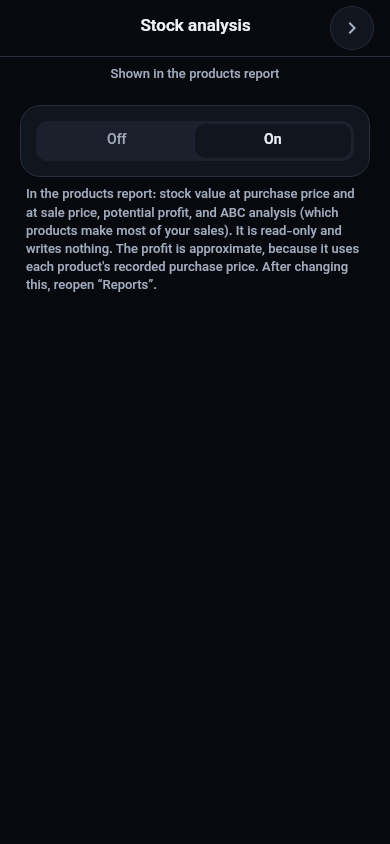 Stock analysis
Shown in the products report
Off
On
In the products report: stock value at purchase price and
at sale price, potential profit, and ABC analysis (which
products make most of your sales). It is read-only and
writes nothing. The profit is approximate, because it uses
each product's recorded purchase price. After changing
this, reopen “Reports”.